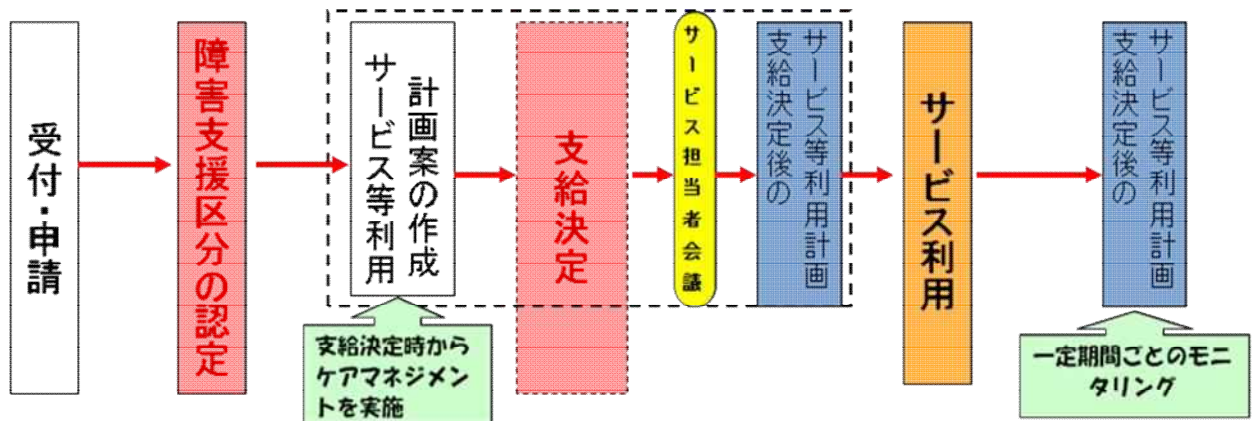 受付・申請
障害支援区分の認定
サービス等利用
計画案の作成
支給決定時から
ケアマネジメン
トを実施
支給決定
サービス担当者会議
支給決定後の
サービス等利用計画
サービス利用
支給決定後の
サービス等利用計画
一定期間ごとのモニ
タリング